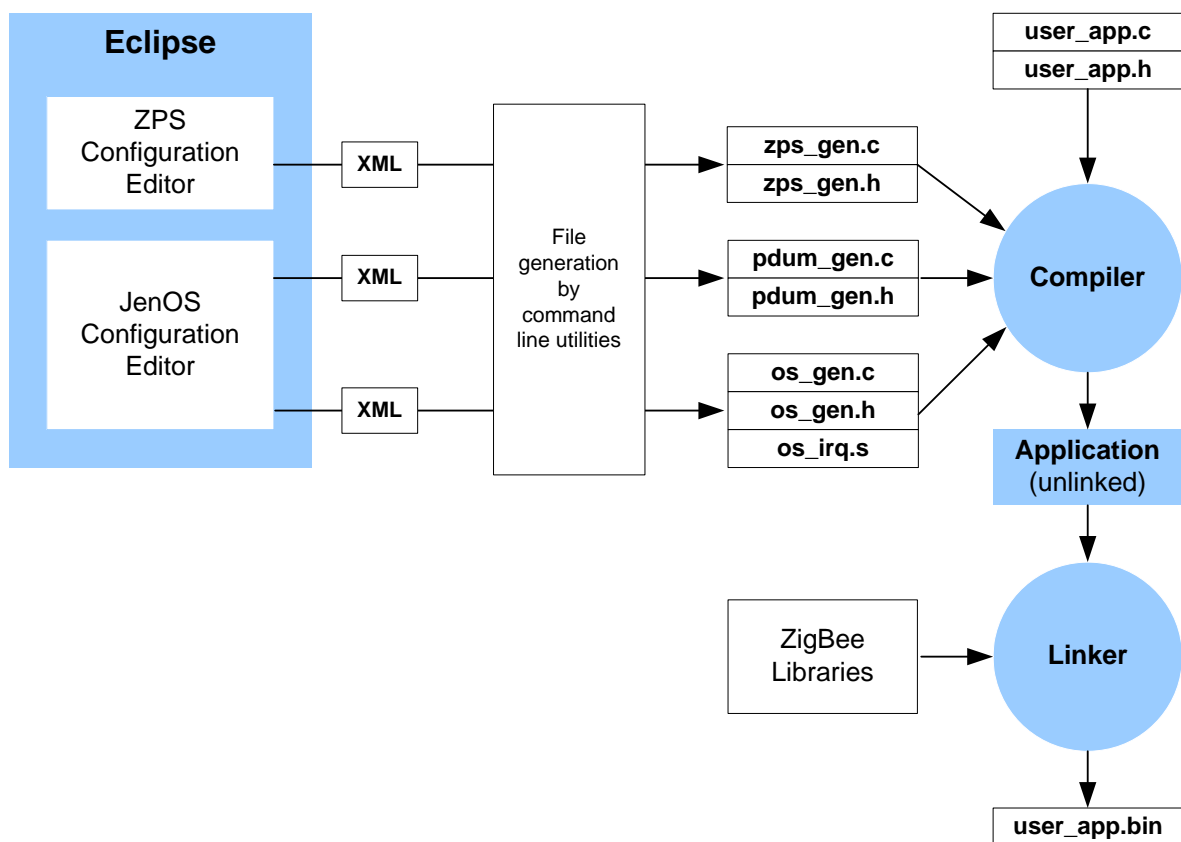 Eclipse
ZPS
Configuration
Editor
JenOS
Configuration
Editor
XML
XML
XML
File
generation
by
command
line utilities
zps_gen.c
zps_gen.h
pdum_gen.c
pdum_gen.h
os_gen.c
os_gen.h
os_irq.s
user_app.c
user_app.h
Compiler
Application
(unlinked)
ZigBee
Libraries
Linker
user_app.bin